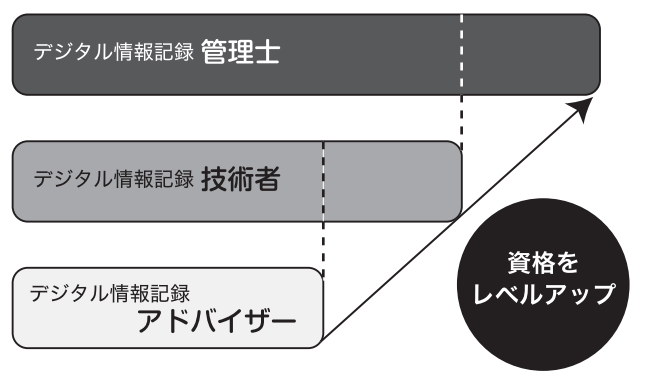 デジタル情報記録 管理士
デジタル情報記録 技術者
デジタル情報記録
アドバイザー
資格を
レベルアップ